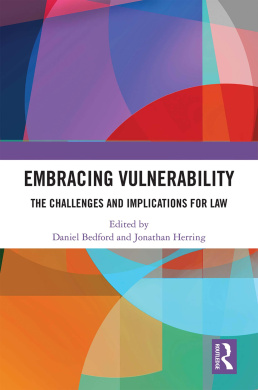 EMBRACING VULNERABILITY
THE CHALLENGES AND IMPLICATIONS FOR LAW
Edited by
Daniel Bedford and Jonathan Herring
ROUTLEDGE